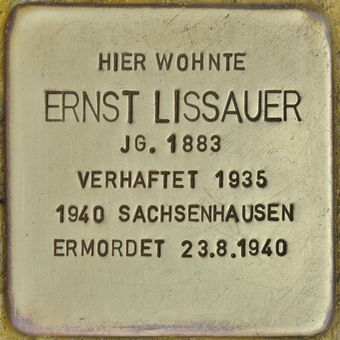 HIER WOHNTE
ERNST LISSAUER
JG. 1883
VERHAFTET 1935
1940 SACHSENHAUSEN
ERMORDET 23.8.1940